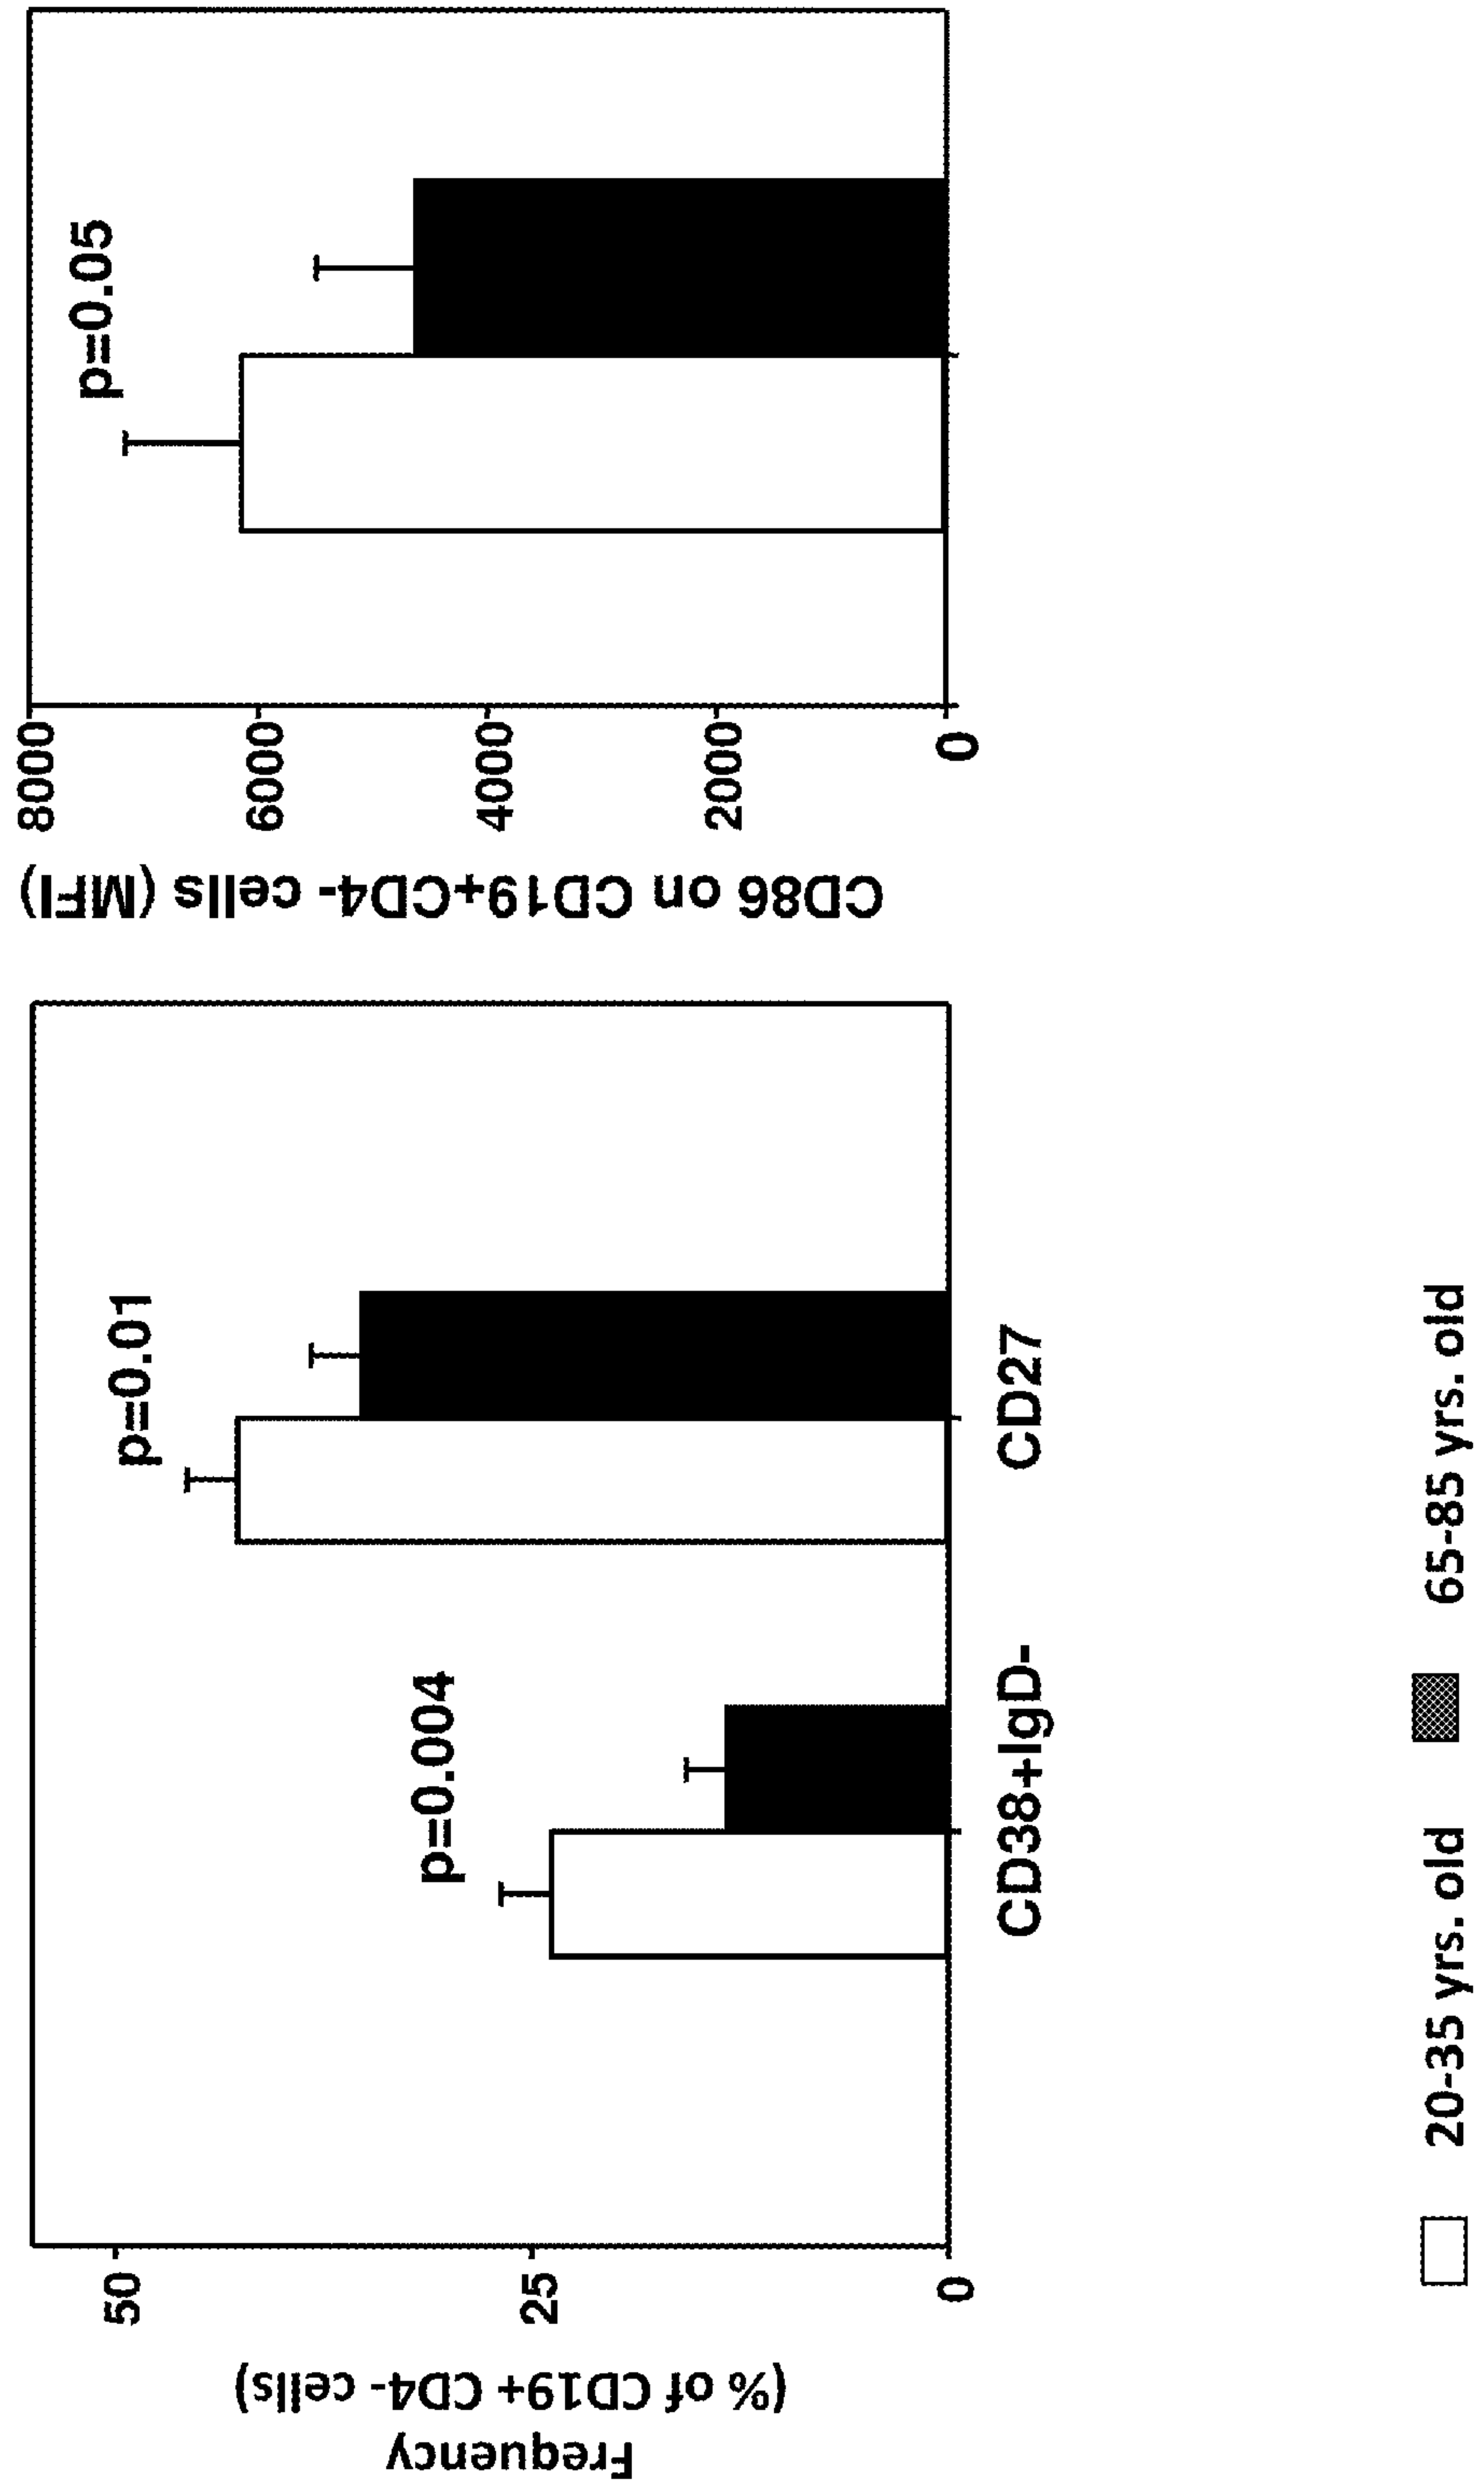 Frequency
(% of CD19+ CD4- cells)
50
25
0
p=0.004
p=0.01
CD38+IgD-
CD27
CD86 on CD19+CD4- cells (MFI)
8000
6000
4000
2000
0
p=0.05
20-35 yrs. old
65-85 yrs. old